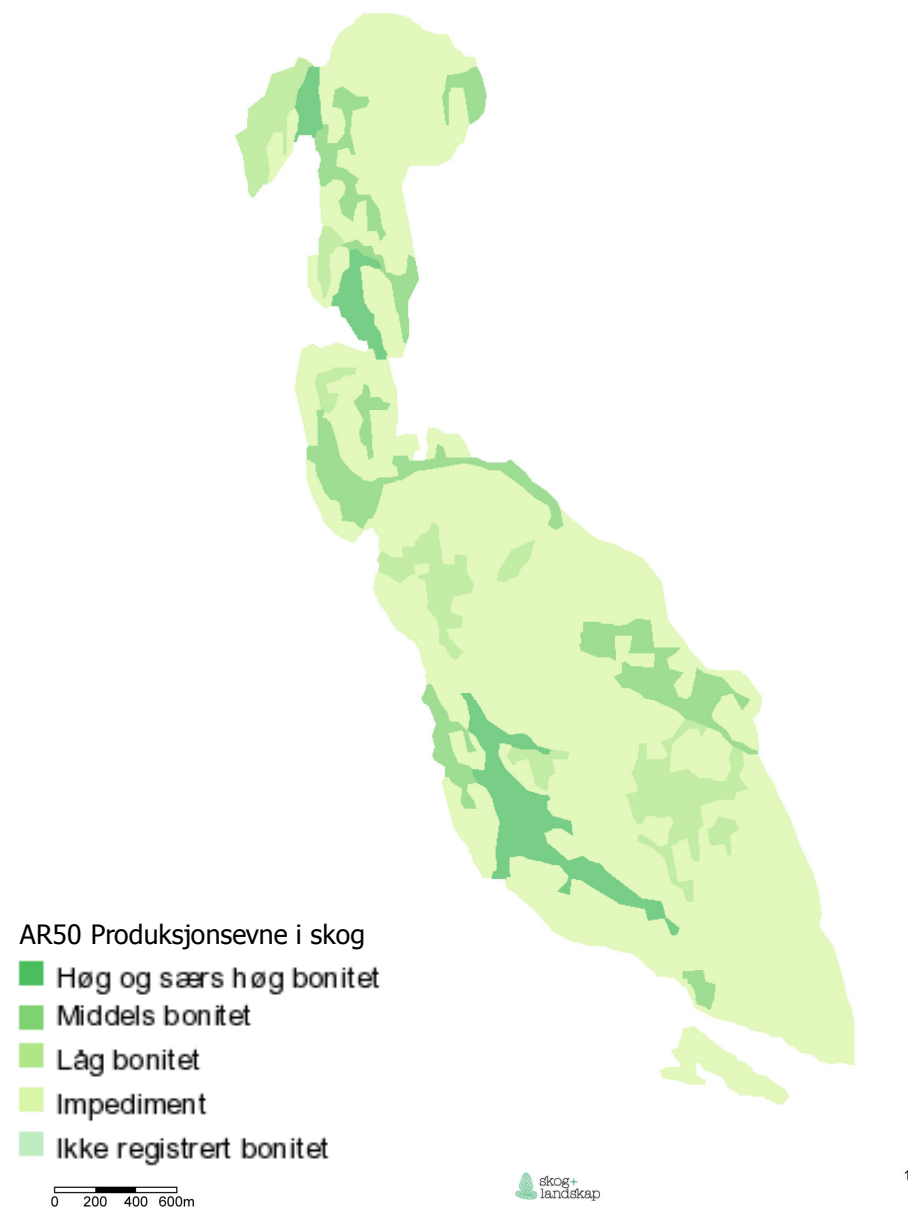 AR50 Produksjonsevne i skog
Høg og særs høg bonitet
Middels bonitet
Låg bonitet
Impediment
Ikke registrert bonitet
0 200 400 600m
skog+
landskap
1